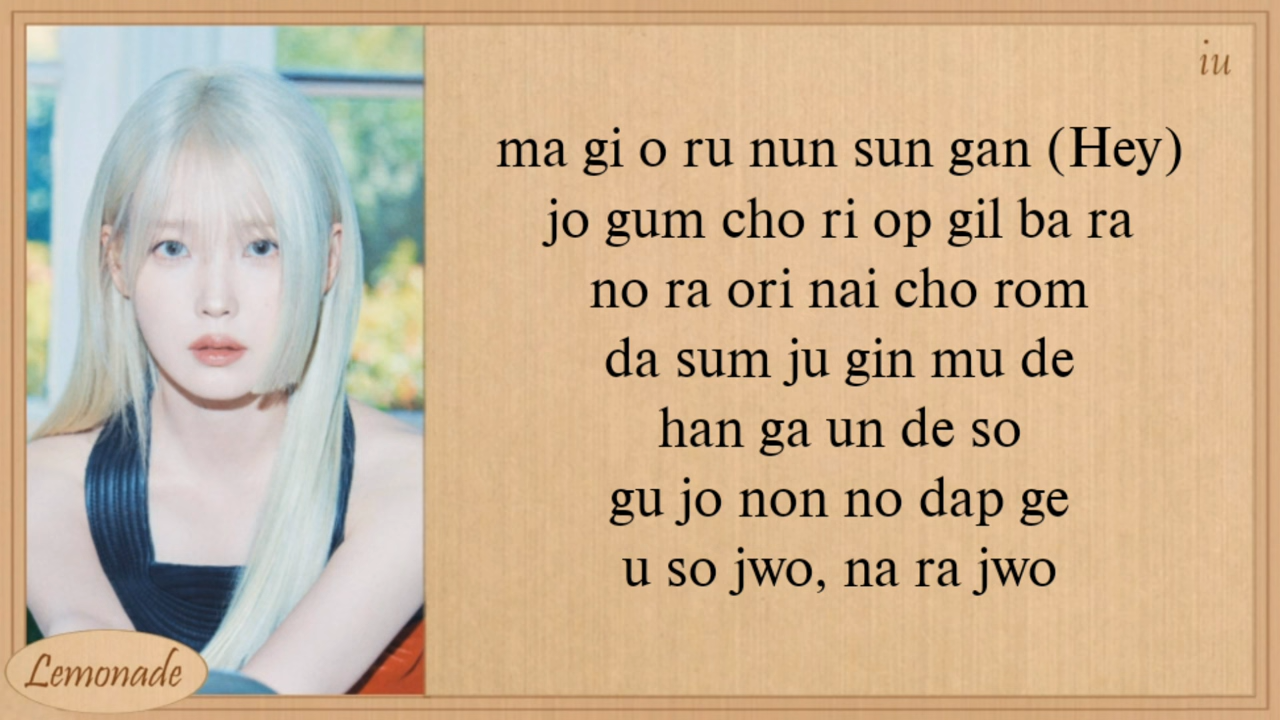 iu
ma gi o ru nun sun gan (Hey)
jo gum cho ri op gil ba ra
no ra ori nai cho rom
da sum ju gin mu de
han ga un de so
gu jo non no dap ge
u so jwo, na ra jwo
Lemonade